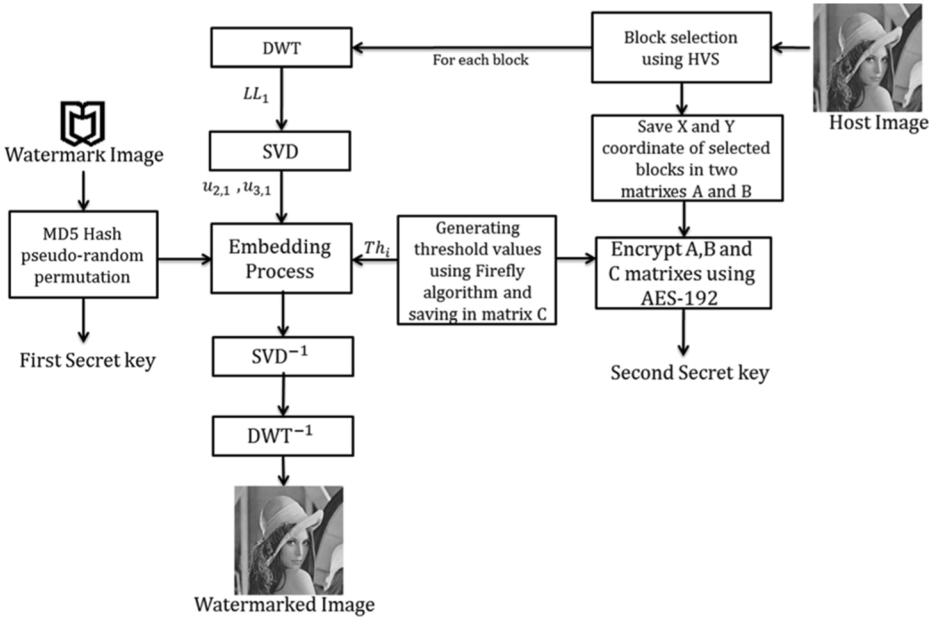 DWT
For each block
Block selection
using HVS
Host Image
LL₁
Save X and Y
coordinate of selected
blocks in two
matrixes A and B
Watermark Image
SVD
u₂,₁ ,u₃,₁
MD5 Hash
pseudo-random
permutation
Embedding
Process
Thᵢ
Generating
threshold values
using Firefly
algorithm and
saving in matrix C
Encrypt A,B and
C matrixes using
AES-192
First Secret key
SVD⁻¹
Second Secret key
DWT⁻¹
Watermarked Image